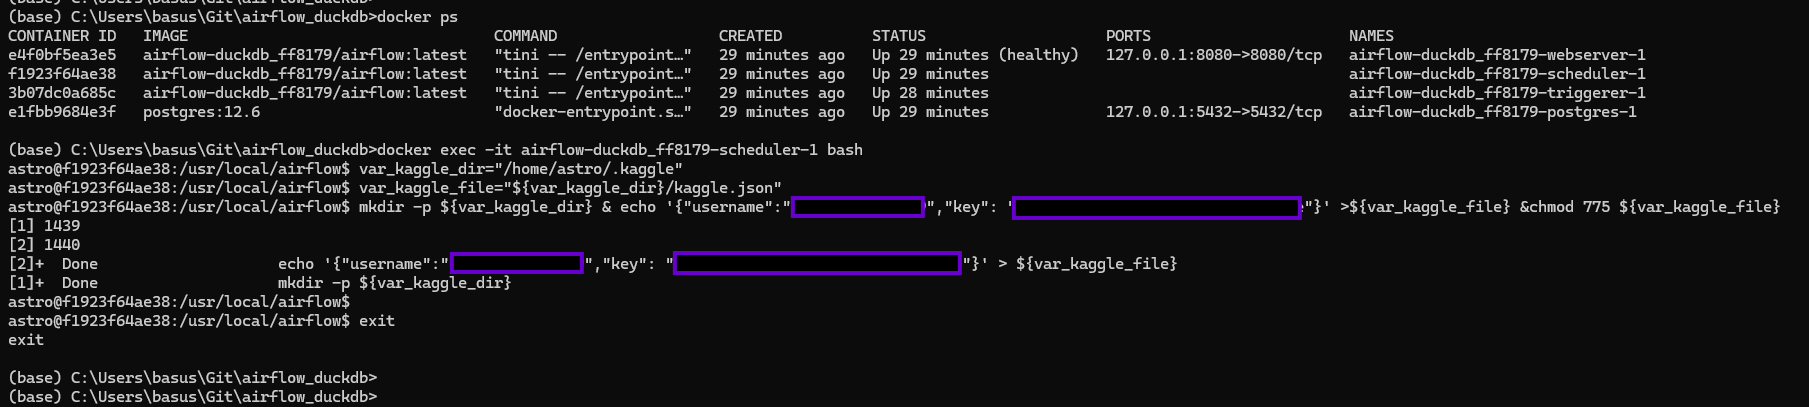 (base) C:\Users\basus\Git\airflow_duckdb>docker ps
CONTAINER ID   IMAGE                                  COMMAND                  CREATED          STATUS                    PORTS                      NAMES
e4f0bf5ea3e5   airflow-duckdb_ff8179/airflow:latest   "tini -- /entrypoint…"   29 minutes ago   Up 29 minutes (healthy)   127.0.0.1:8080->8080/tcp   airflow-duckdb_ff8179-webserver-1
f1923f64ae38   airflow-duckdb_ff8179/airflow:latest   "tini -- /entrypoint…"   29 minutes ago   Up 29 minutes                                        airflow-duckdb_ff8179-scheduler-1
3b07dc0a685c   airflow-duckdb_ff8179/airflow:latest   "tini -- /entrypoint…"   29 minutes ago   Up 28 minutes                                        airflow-duckdb_ff8179-triggerer-1
e1fbb9684e3f   postgres:12.6                          "docker-entrypoint.s…"   29 minutes ago   Up 29 minutes             127.0.0.1:5432->5432/tcp   airflow-duckdb_ff8179-postgres-1
(base) C:\Users\basus\Git\airflow_duckdb>docker exec -it airflow-duckdb_ff8179-scheduler-1 bash
astro@f1923f64ae38:/usr/local/airflow$ var_kaggle_dir="/home/astro/.kaggle"
astro@f1923f64ae38:/usr/local/airflow$ var_kaggle_file="${var_kaggle_dir}/kaggle.json"
astro@f1923f64ae38:/usr/local/airflow$ mkdir -p ${var_kaggle_dir} & echo '{"username":"","key": ""}' >${var_kaggle_file} &chmod 775 ${var_kaggle_file}
[1] 1439
[2] 1440
[2]+  Done                    echo '{"username":"","key": ""}' > ${var_kaggle_file}
[1]+  Done                    mkdir -p ${var_kaggle_dir}
astro@f1923f64ae38:/usr/local/airflow$
astro@f1923f64ae38:/usr/local/airflow$ exit
exit
(base) C:\Users\basus\Git\airflow_duckdb>
(base) C:\Users\basus\Git\airflow_duckdb>